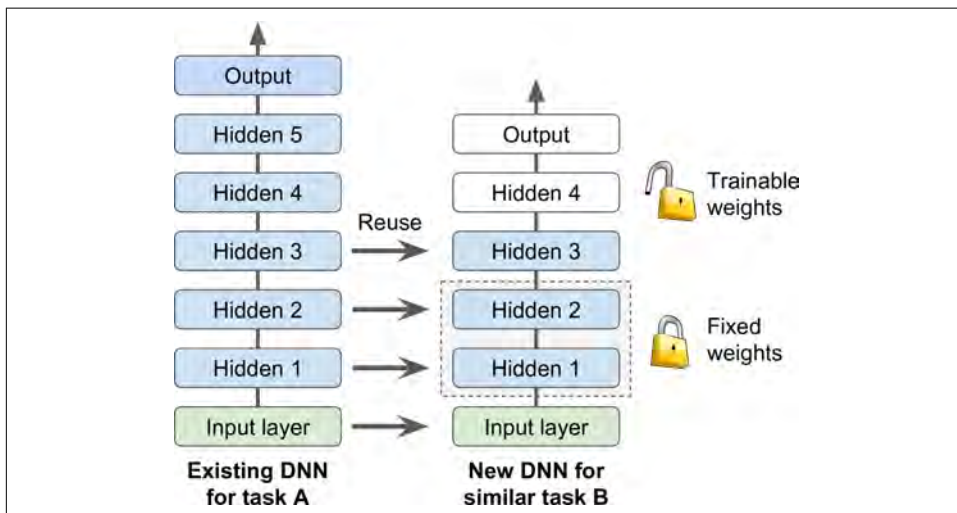 Output
Hidden 5
Hidden 4
Hidden 3
Hidden 2
Hidden 1
Input layer
Existing DNN
for task A
Reuse
Output
Hidden 4
Hidden 3
Hidden 2
Hidden 1
Input layer
New DNN for
similar task B
Trainable
weights
Fixed
weights